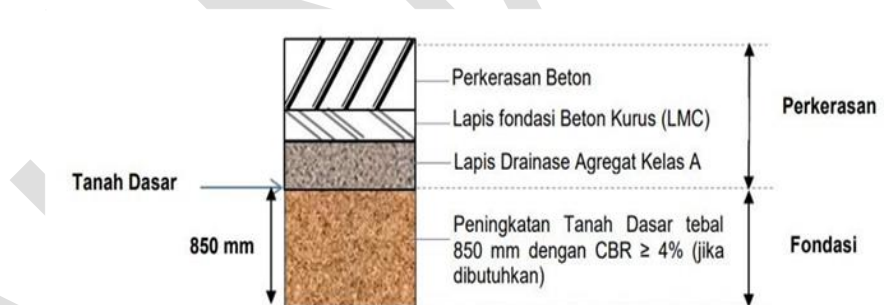 Perkerasan Beton
Lapis fondasi Beton Kurus (LMC)
Perkerasan
Lapis Drainase Agregat Kelas A
Tanah Dasar
850 mm
Peningkatan Tanah Dasar tebal
850 mm dengan CBR ≥ 4% (jika
dibutuhkan)
Fondasi